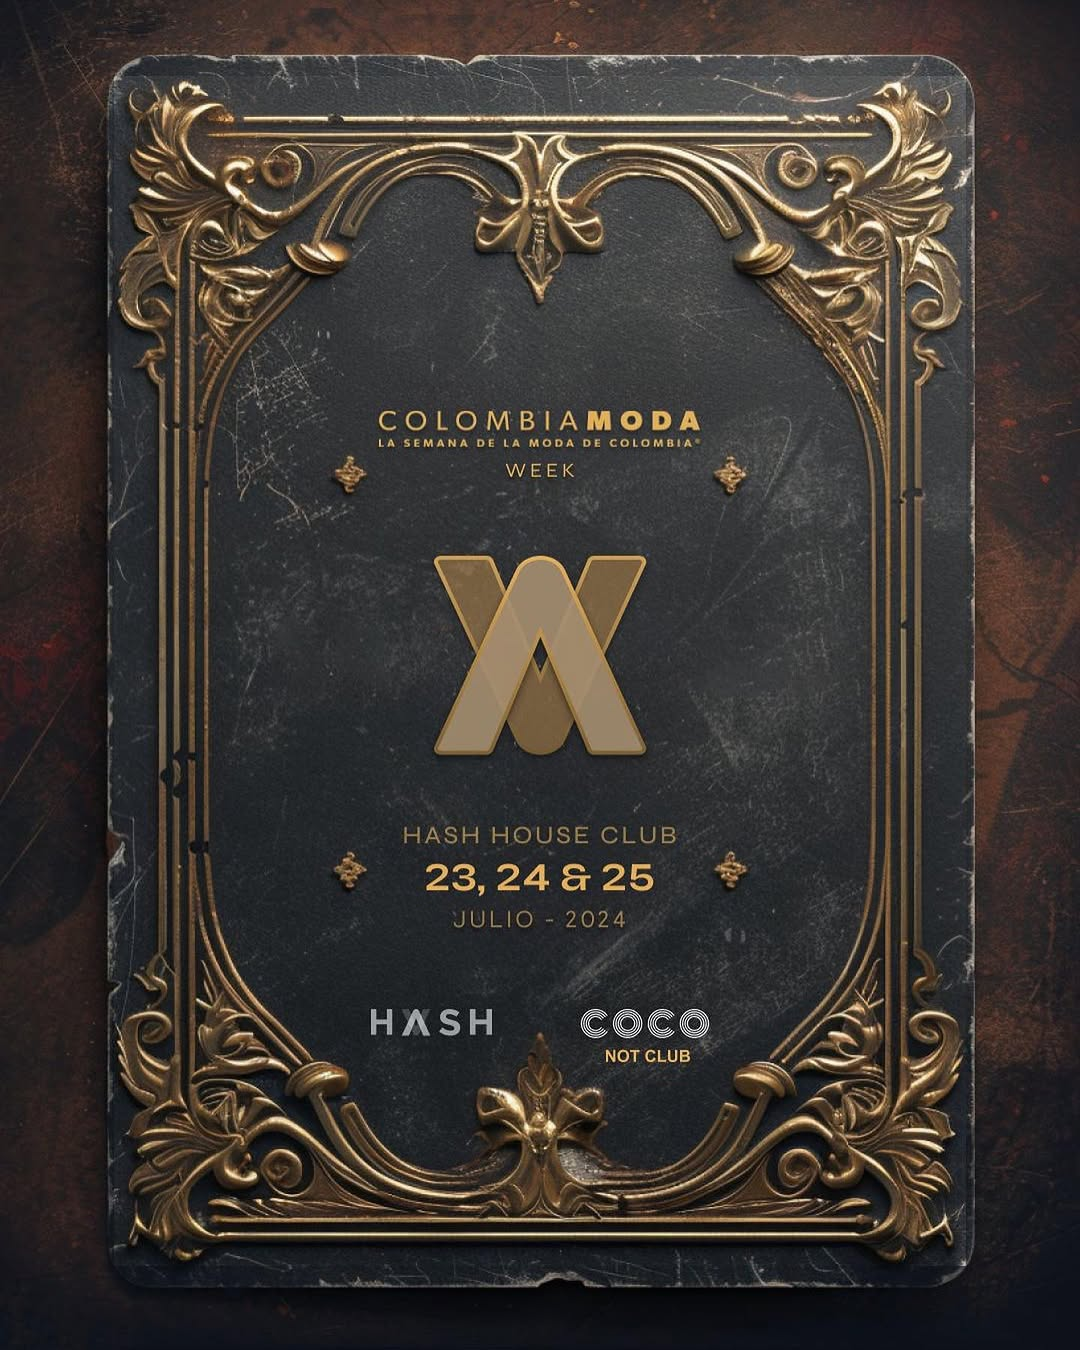 COLOMBIAMODA
LA SEMANA DE LA MODA DE COLOMBIA®
WEEK
HASH HOUSE CLUB
23, 24 & 25
JULIO - 2024
HASH
COCO
NOT CLUB